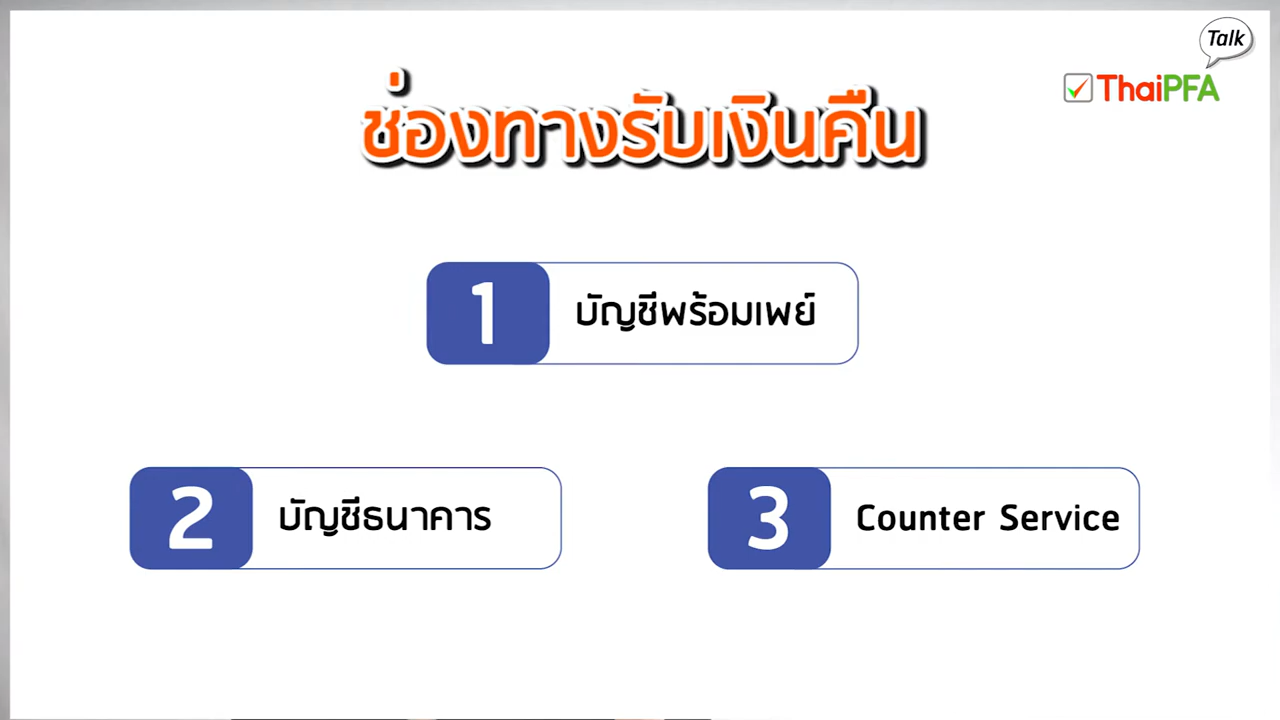 Talk
ThaiPFA
ช่องทางรับเงินคืน
1 บัญชีพร้อมเพย์
2 บัญชีธนาคาร
3 Counter Service